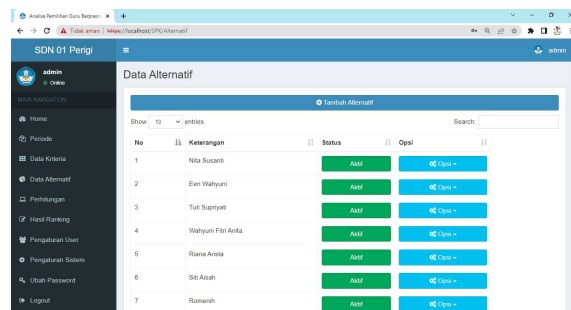 Analisa Pemilihan Guru Berprest
Tidak aman
https://localhost/SPK/Alternatif
SDN 01 Perigi
admin
admin
Online
MAIN NAVIGATION
Home
Periode
Data Kriteria
Data Alternatif
Perhitungan
Hasil Ranking
Pengaturan User
Pengaturan Sistem
Ubah Password
Logout
Data Alternatif
Tambah Alternatif
Show 10 entries Search:
No Keterangan Status Opsi
1 Nita Susanti Aktif Opsi
2 Eeri Wahyuni Aktif Opsi
3 Tuti Supriyati Aktif Opsi
4 Wahyuni Fitri Anita Aktif Opsi
5 Riana Arista Aktif Opsi
6 Siti Aisah Aktif Opsi
7 Romenih Aktif Opsi